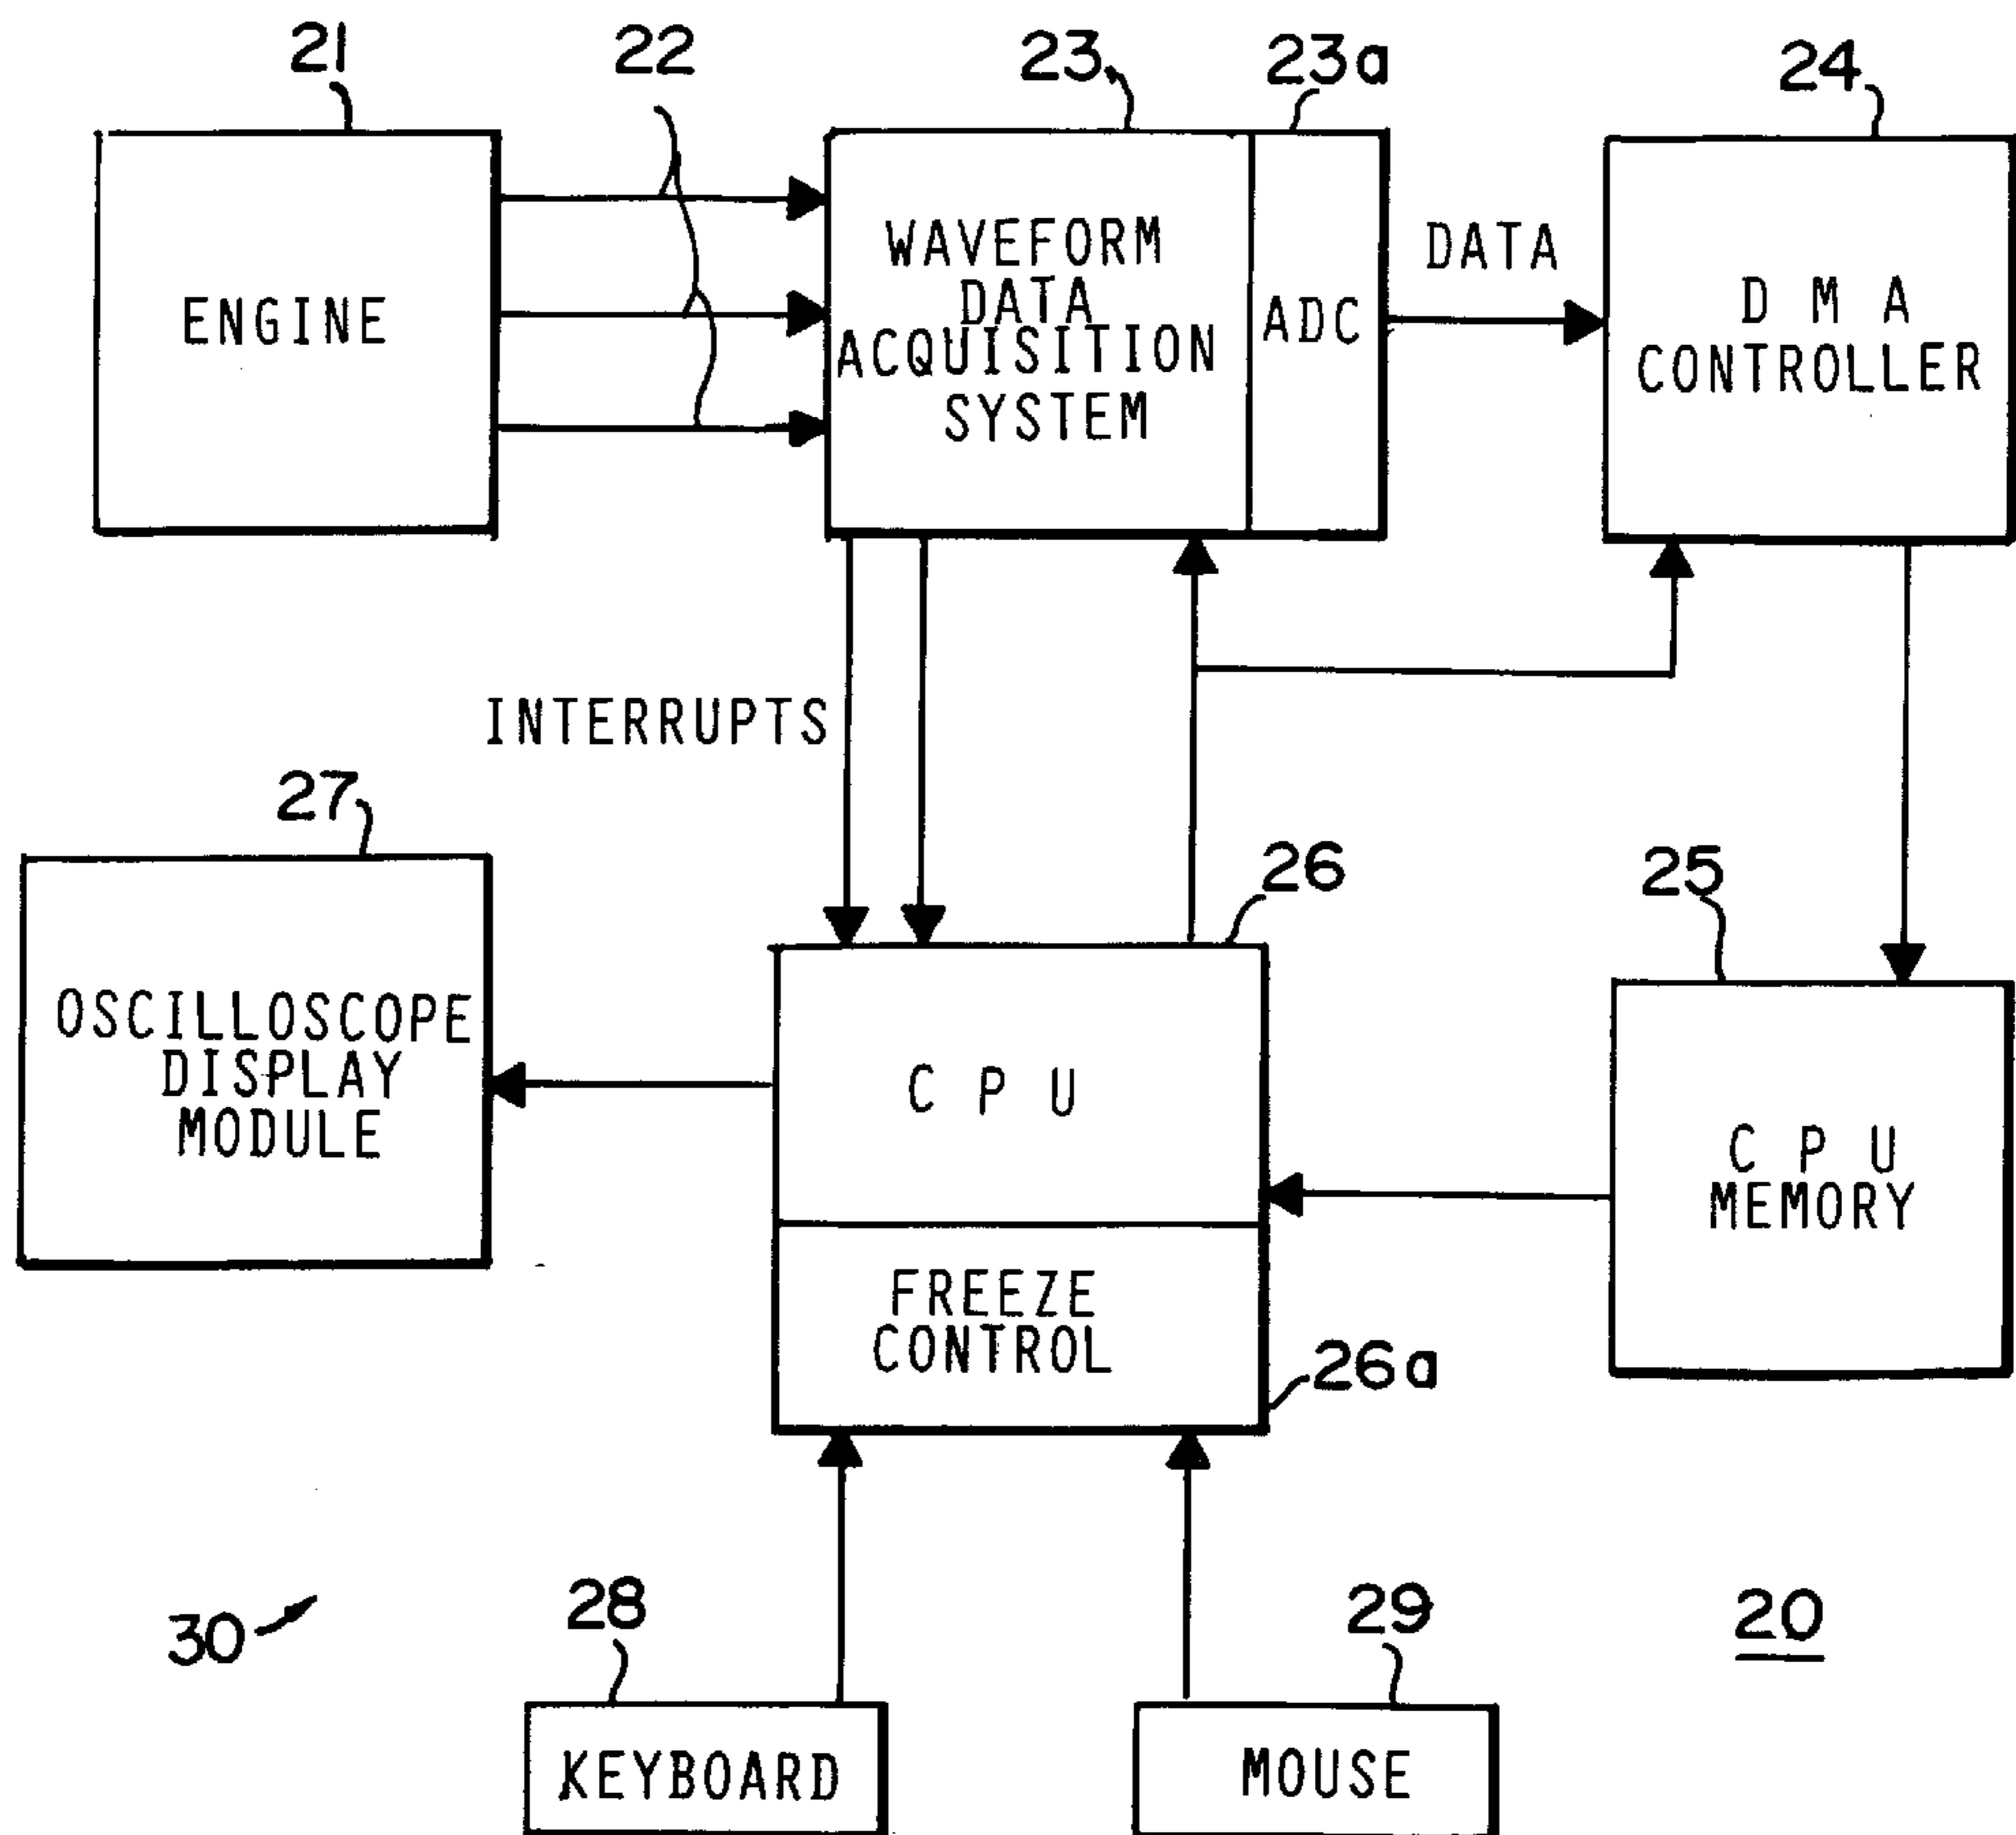 21
22
23
23a
24
ENGINE
WAVEFORM
DATA
ACQUISITION
SYSTEM
ADC
DATA
D M A
CONTROLLER
INTERRUPTS
27
26
25
OSCILLOSCOPE
DISPLAY
MODULE
C P U
C P U
MEMORY
FREEZE
CONTROL
26a
30
28
29
20
KEYBOARD
MOUSE